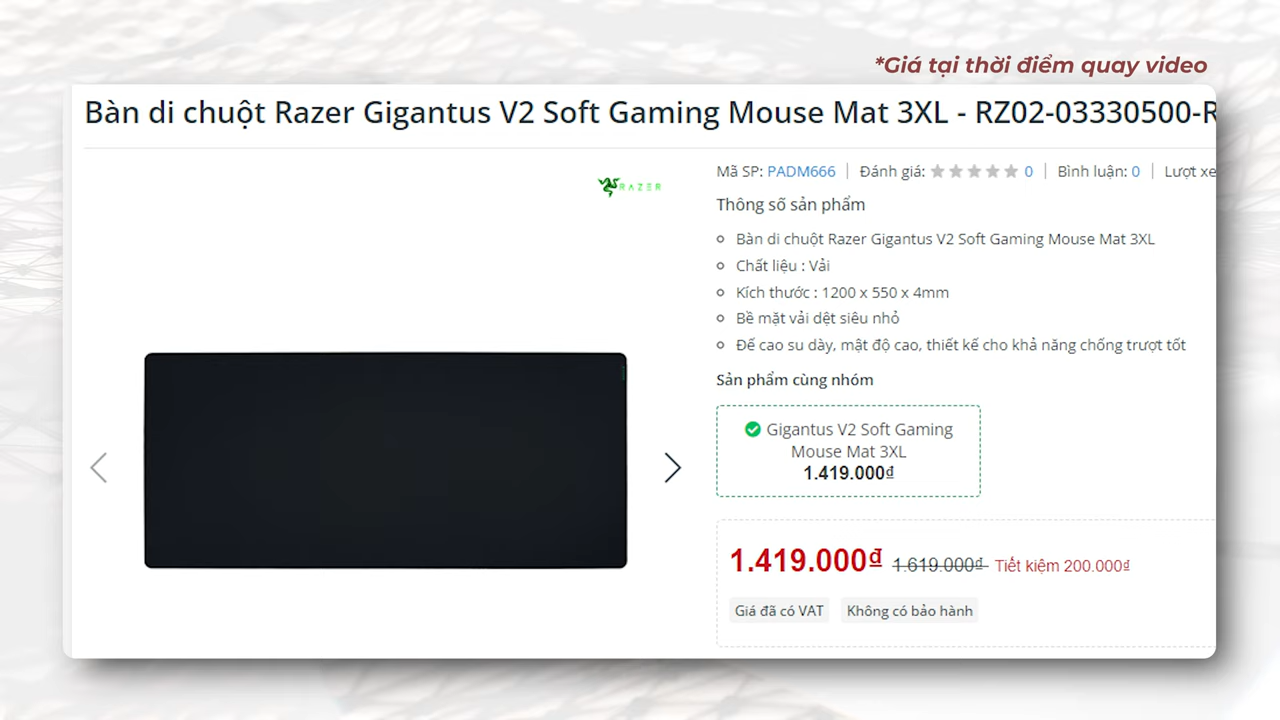 *Giá tại thời điểm quay video
Bàn di chuột Razer Gigantus V2 Soft Gaming Mouse Mat 3XL - RZ02-03330500-R
RAZER
Mã SP: PADM666 | Đánh giá: 0 | Bình luận: 0 | Lượt xe
Thông số sản phẩm
Bàn di chuột Razer Gigantus V2 Soft Gaming Mouse Mat 3XL
Chất liệu : Vải
Kích thước : 1200 x 550 x 4mm
Bề mặt vải dệt siêu nhỏ
Đế cao su dày, mật độ cao, thiết kế cho khả năng chống trượt tốt
Sản phẩm cùng nhóm
Gigantus V2 Soft Gaming
Mouse Mat 3XL
1.419.000₫
1.419.000₫ 1.619.000₫ Tiết kiệm 200.000₫
Giá đã có VAT Không có bảo hành